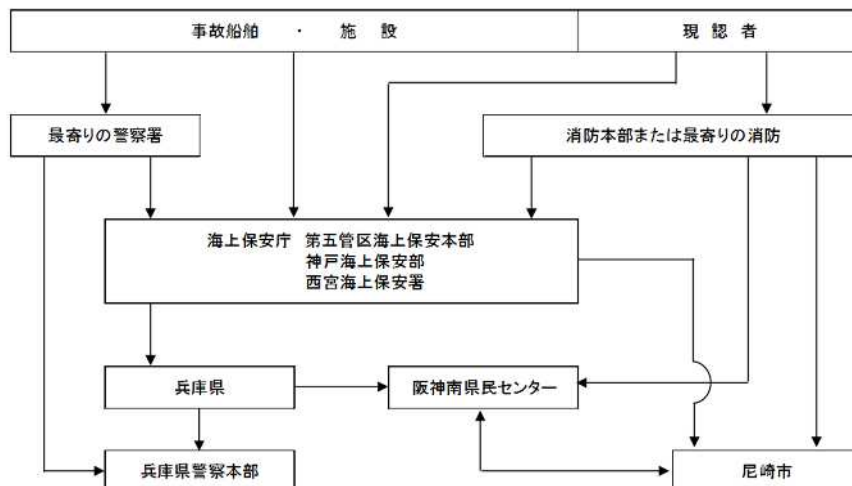 事故船舶 ・ 施 設
現 認 者
最寄りの警察署
消防本部または最寄りの消防
海上保安庁 第五管区海上保安本部
神戸海上保安部
西宮海上保安署
兵庫県
阪神南県民センター
兵庫県警察本部
尼崎市